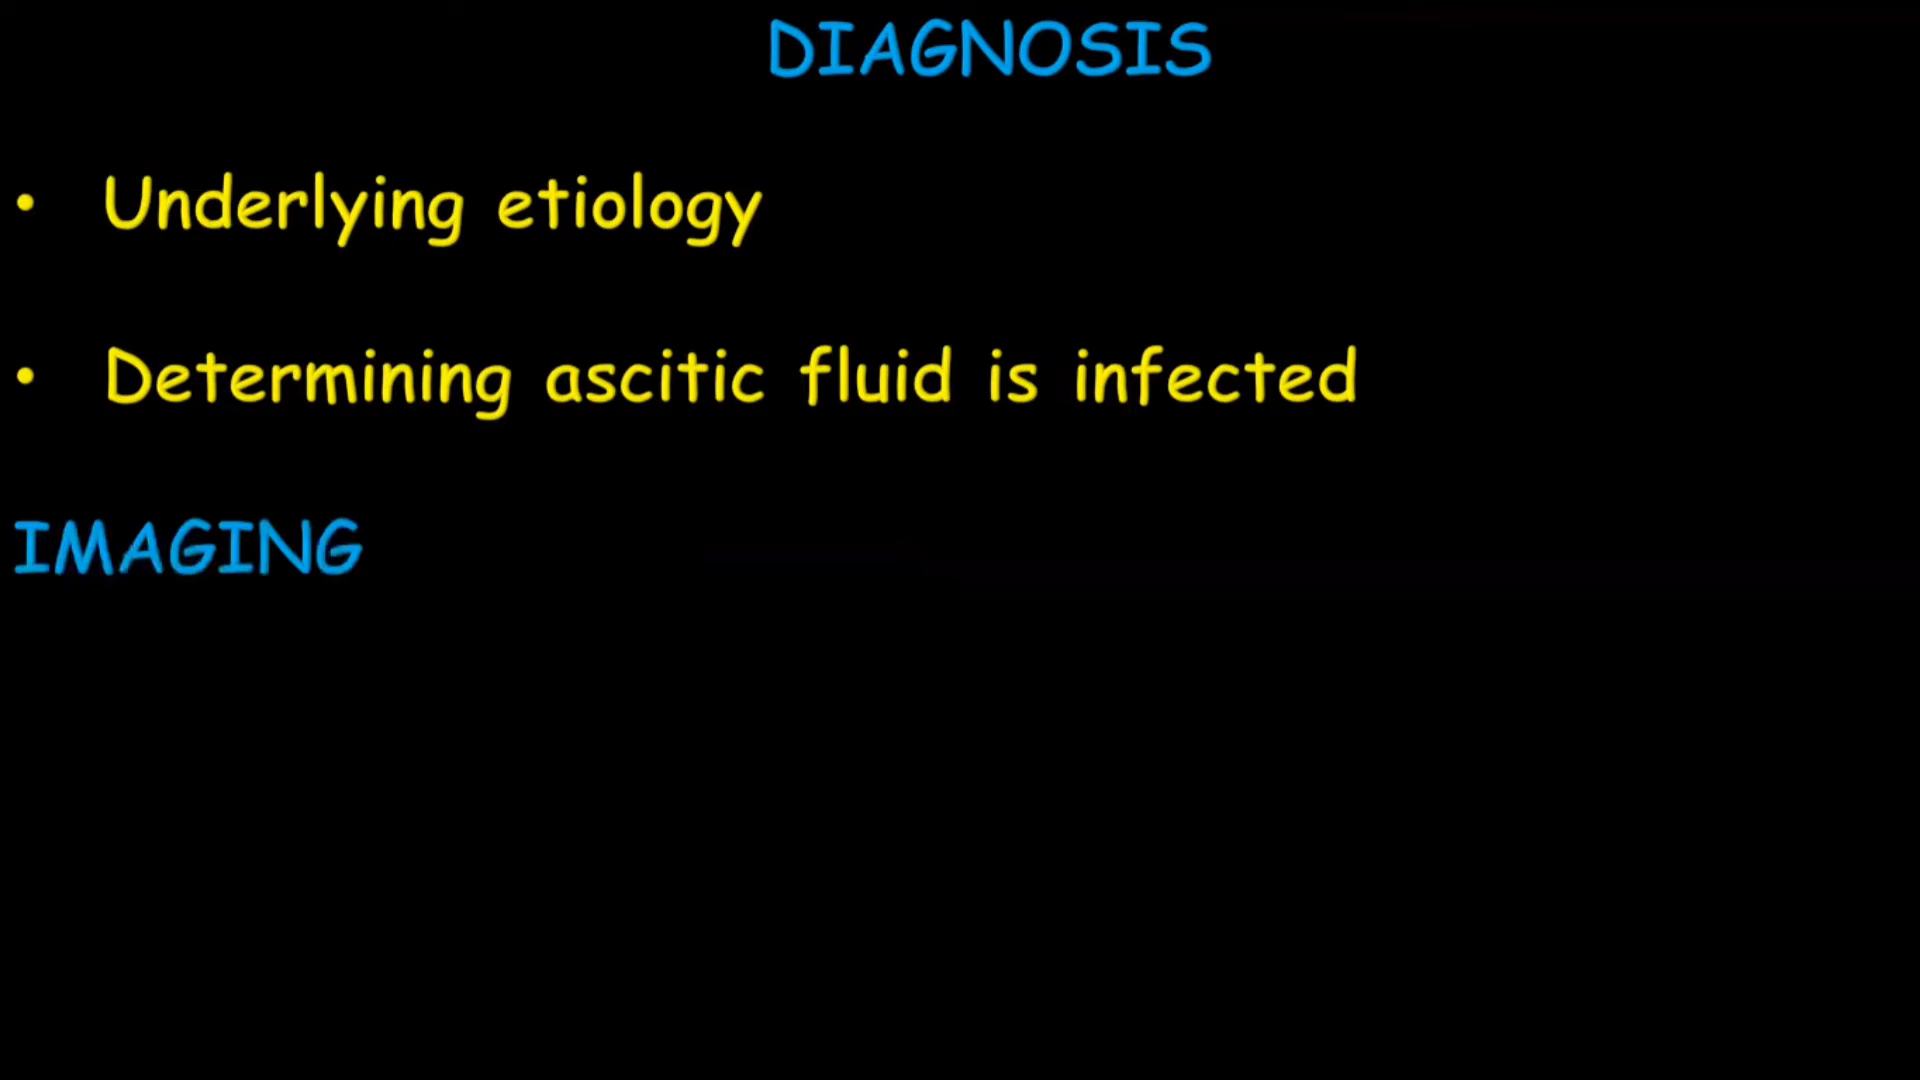 DIAGNOSIS
• Underlying etiology
• Determining ascitic fluid is infected
IMAGING